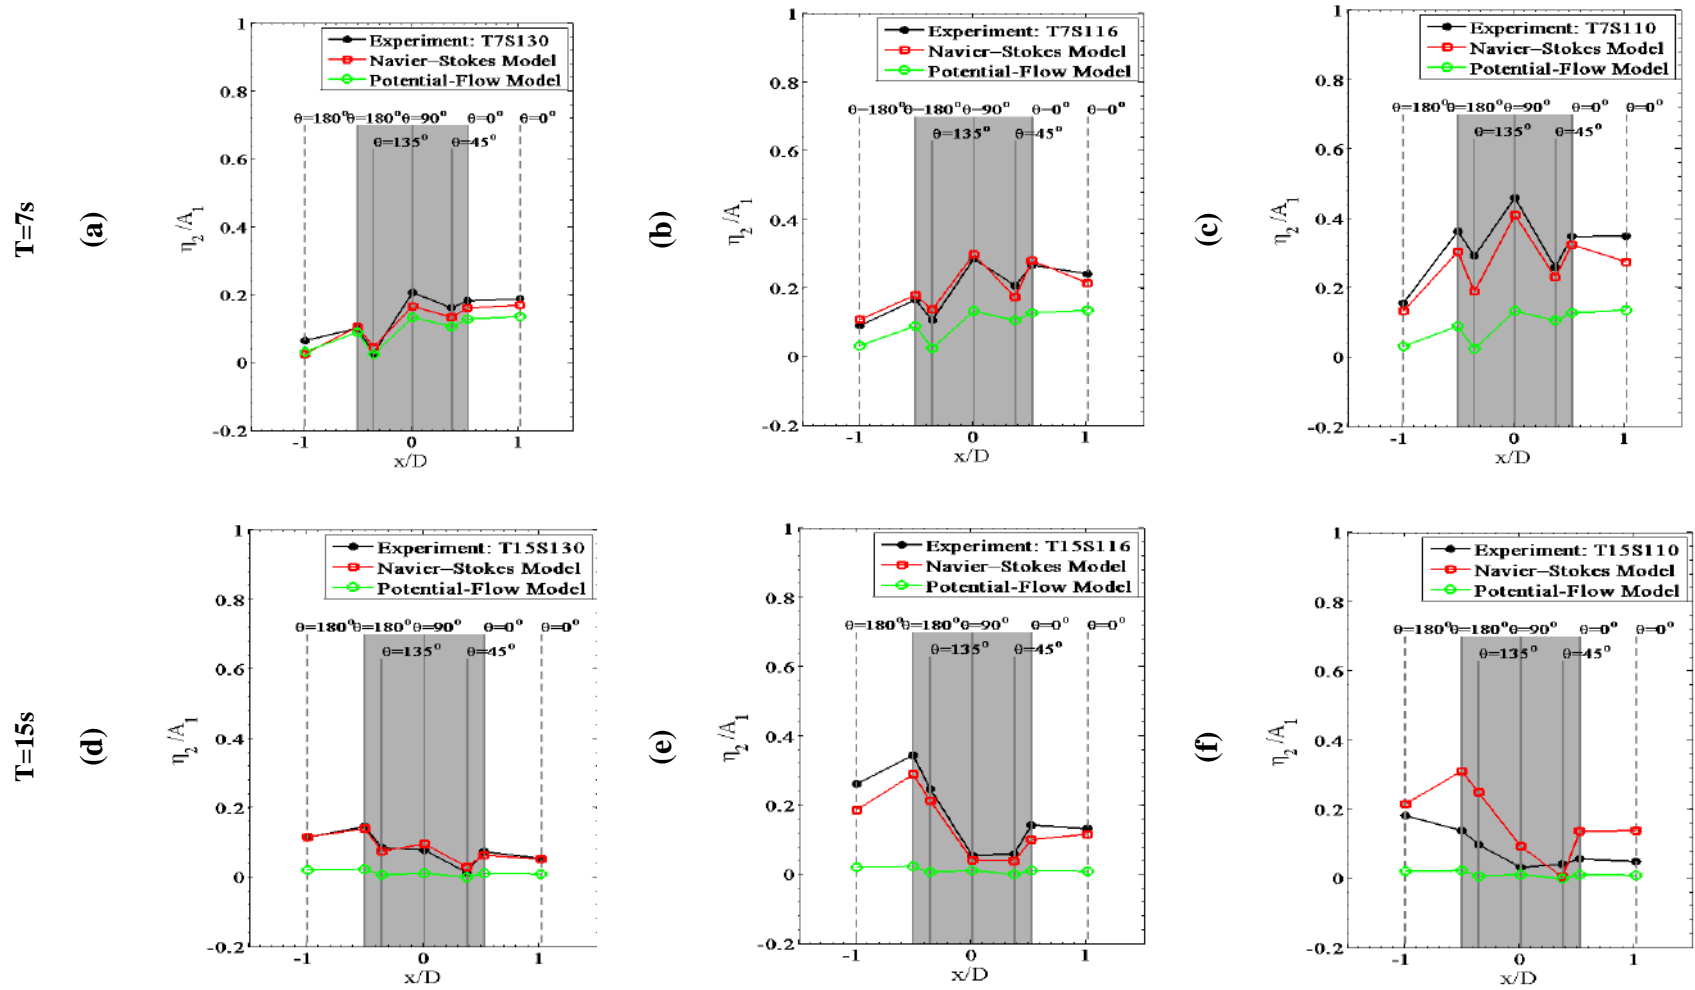 T=7s
(a)
1
0.8
0.6
0.4
0.2
0
-0.2
η2/A1
-1
0
1
x/D
Experiment: T7S130
Navier–Stokes Model
Potential-Flow Model
θ=180° θ=180° θ=90° θ=0° θ=0°
θ=135° θ=45°
(b)
1
0.8
0.6
0.4
0.2
0
-0.2
η2/A1
-1
0
1
x/D
Experiment: T7S116
Navier–Stokes Model
Potential-Flow Model
θ=180° θ=180° θ=90° θ=0° θ=0°
θ=135° θ=45°
(c)
1
0.8
0.6
0.4
0.2
0
-0.2
η2/A1
-1
0
1
x/D
Experiment: T7S110
Navier–Stokes Model
Potential-Flow Model
θ=180° θ=180° θ=90° θ=0° θ=0°
θ=135° θ=45°
T=15s
(d)
1
0.8
0.6
0.4
0.2
0
-0.2
η2/A1
-1
0
1
x/D
Experiment: T15S130
Navier–Stokes Model
Potential-Flow Model
θ=180° θ=180° θ=90° θ=0° θ=0°
θ=135° θ=45°
(e)
1
0.8
0.6
0.4
0.2
0
-0.2
η2/A1
-1
0
1
x/D
Experiment: T15S116
Navier–Stokes Model
Potential-Flow Model
θ=180° θ=180° θ=90° θ=0° θ=0°
θ=135° θ=45°
(f)
1
0.8
0.6
0.4
0.2
0
-0.2
η2/A1
-1
0
1
x/D
Experiment: T15S110
Navier–Stokes Model
Potential-Flow Model
θ=180° θ=180° θ=90° θ=0° θ=0°
θ=135° θ=45°